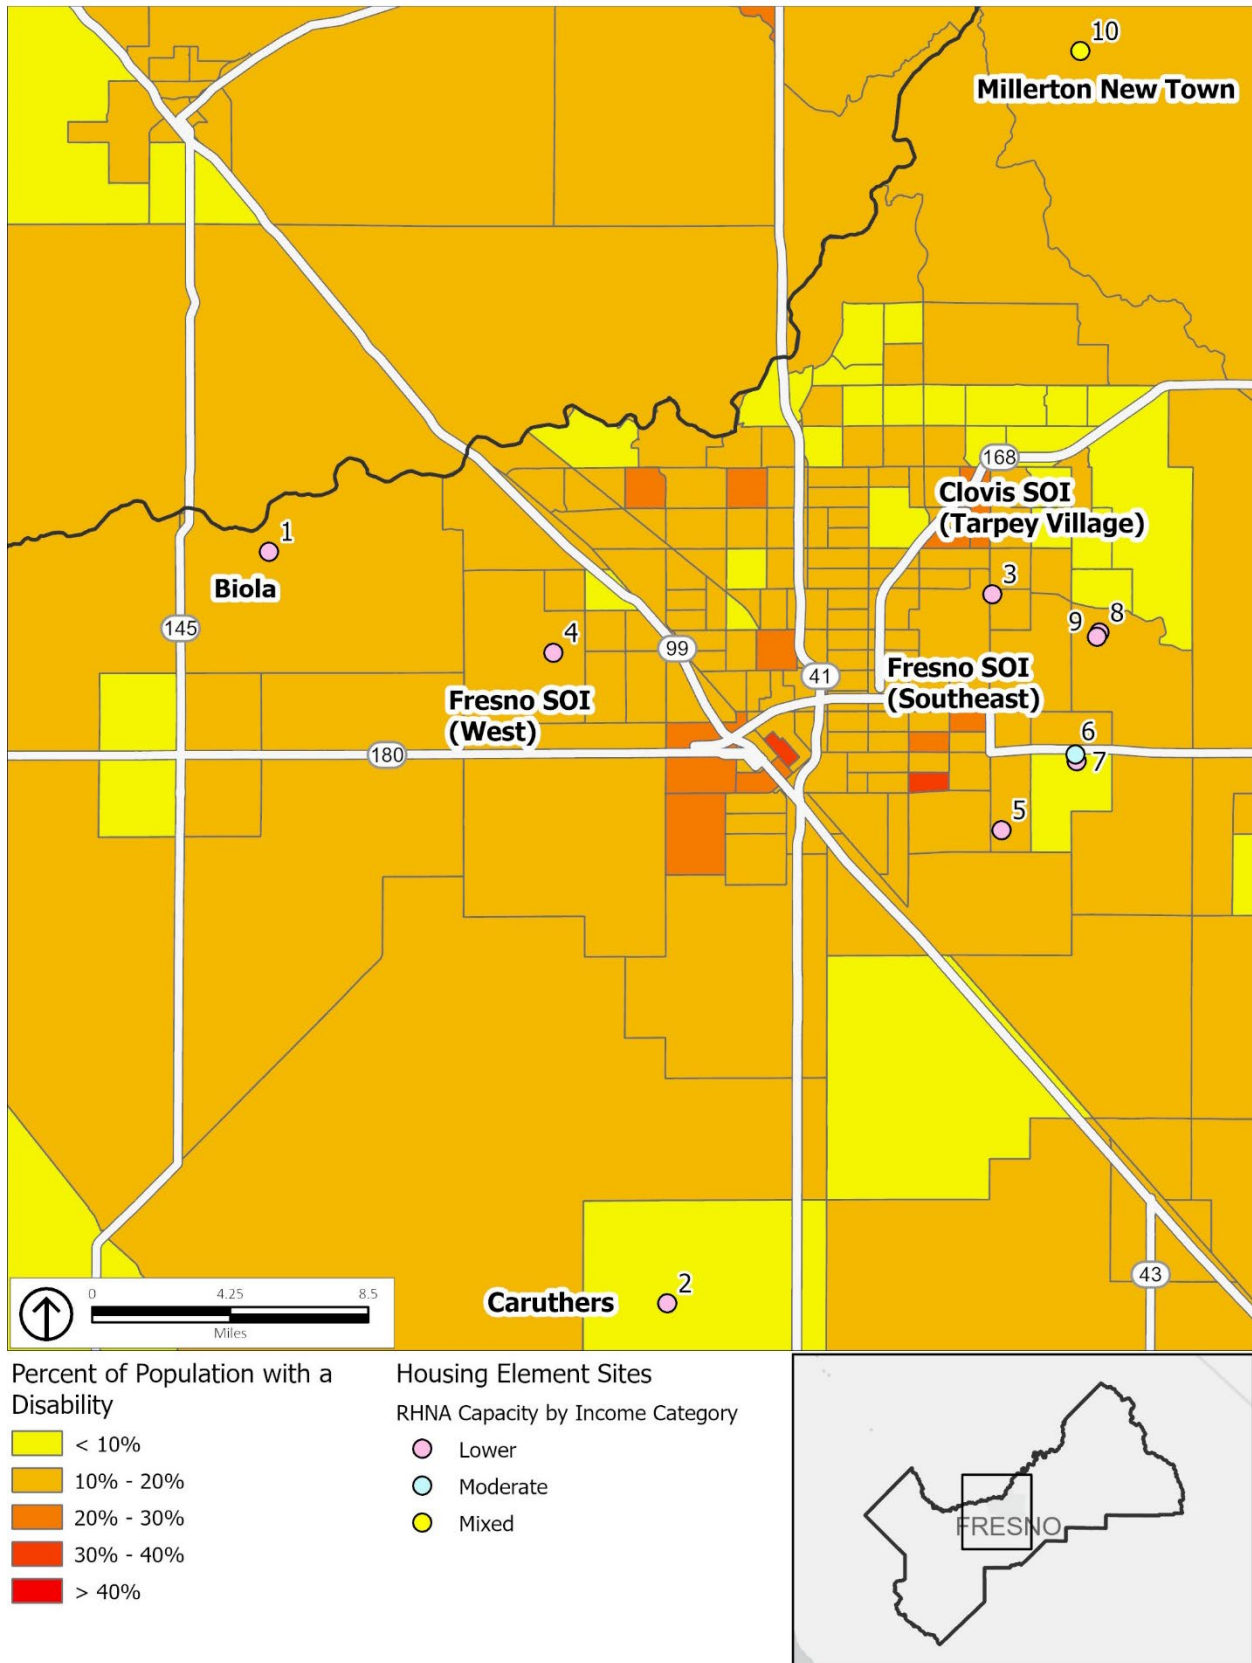 10
Millerton New Town
168
Clovis SOI
(Tarpey Village)
1
Biola
3
145
4
99
9
8
41
Fresno SOI
(Southeast)
Fresno SOI
(West)
180
6
7
5
43
2
Caruthers
0
4.25
8.5
Miles
Percent of Population with a
Disability
< 10%
10% - 20%
20% - 30%
30% - 40%
> 40%
Housing Element Sites
RHNA Capacity by Income Category
Lower
Moderate
Mixed
FRESNO